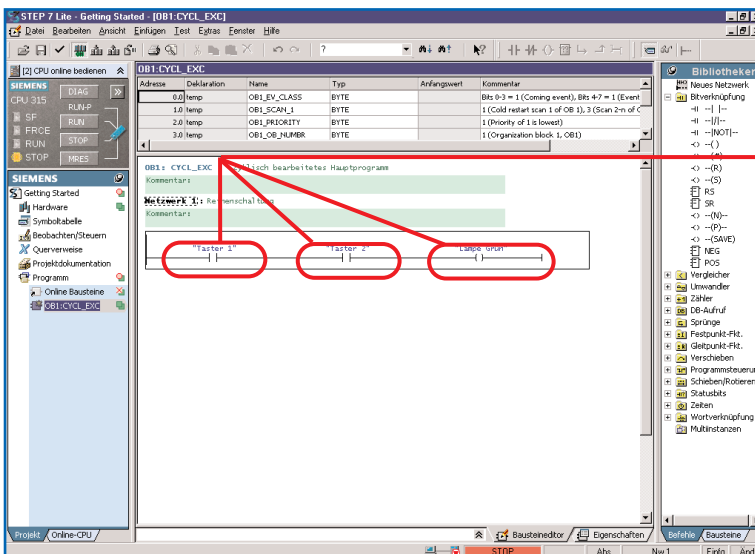 STEP 7 Lite - Getting Started - [OB1:CYCL_EXC]
Datei Bearbeiten Ansicht Einfügen Test Extras Fenster Hilfe
?
[2] CPU online bedienen
SIEMENS
CPU 315
DIAG
RUN-P
SF
RUN
FRCE
RUN
STOP
STOP
MRES
SIEMENS
Getting Started
Hardware
Symboltabelle
Beobachten/Steuern
Querverweise
Projektdokumentation
Programm
Online Bausteine
OB1:CYCL_EXC
Projekt Online-CPU
OB1:CYCL_EXC
Adresse Deklaration Name Typ Anfangswert Kommentar
0.0 temp OB1_EV_CLASS BYTE Bits 0-3 = 1 (Coming event), Bits 4-7 = 1 (Event
1.0 temp OB1_SCAN_1 BYTE 1 (Cold restart scan 1 of OB 1), 3 (Scan 2-n of O
2.0 temp OB1_PRIORITY BYTE 1 (Priority of 1 is lowest)
3.0 temp OB1_OB_NUMBR BYTE 1 (Organization block 1, OB1)
OB1: CYCL_EXC Zyklisch bearbeitetes Hauptprogramm
Kommentar:
Netzwerk 1: Reihenschaltung
Kommentar:
"Taster 1" "Taster 2" "Lampe Grün"
Bausteineditor Eigenschaften
Bibliotheken
Neues Netzwerk
Bitverknüpfung
--| |--
--|/|--
--|NOT|--
--( )
--(R)
--(S)
RS
SR
--(N)--
--(P)--
--(SAVE)
NEG
POS
Vergleicher
Umwandler
Zähler
DB-Aufruf
Sprünge
Festpunkt-Fkt.
Gleitpunkt-Fkt.
Verschieben
Programmsteueru
Schieben/Rotieren
Statusbits
Zeiten
Wortverknüpfung
Multiinstanzen
Befehle Bausteine
STOP Abs Nw 1 Einfg Änd